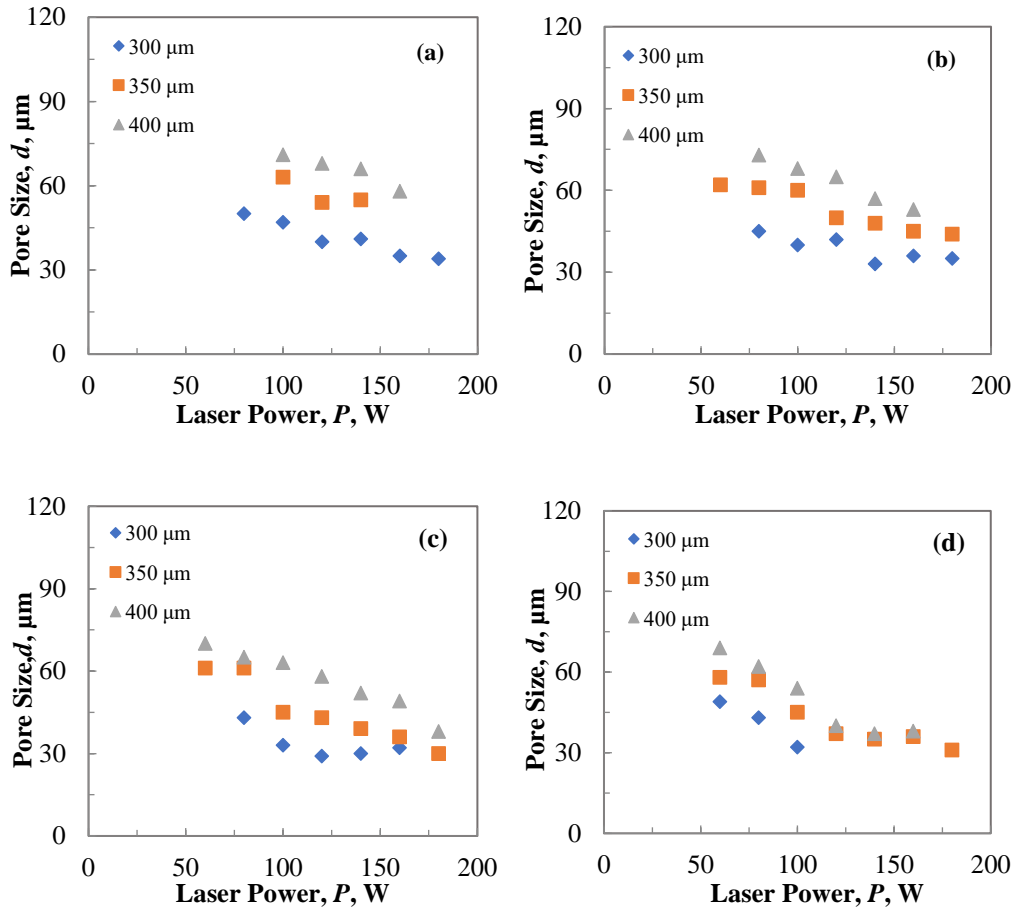 120
90
60
30
0
Pore Size, d, μm
300 μm
350 μm
400 μm
(a)
0
50
100
150
200
Laser Power, P, W
120
90
60
30
0
Pore Size, d, μm
300 μm
350 μm
400 μm
(b)
0
50
100
150
200
Laser Power, P, W
120
90
60
30
0
Pore Size,d, μm
300 μm
350 μm
400 μm
(c)
0
50
100
150
200
Laser Power, P, W
120
90
60
30
0
Pore Size, d, μm
300 μm
350 μm
400 μm
(d)
0
50
100
150
200
Laser Power, P, W